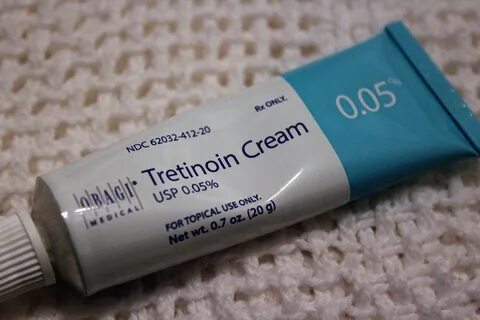 NDC 62032-412-20
Rx ONLY.
OBAGI
MEDICAL
Tretinoin Cream
USP 0.05%
0.05%
FOR TOPICAL USE ONLY.
Net wt. 0.7 oz. (20 g)